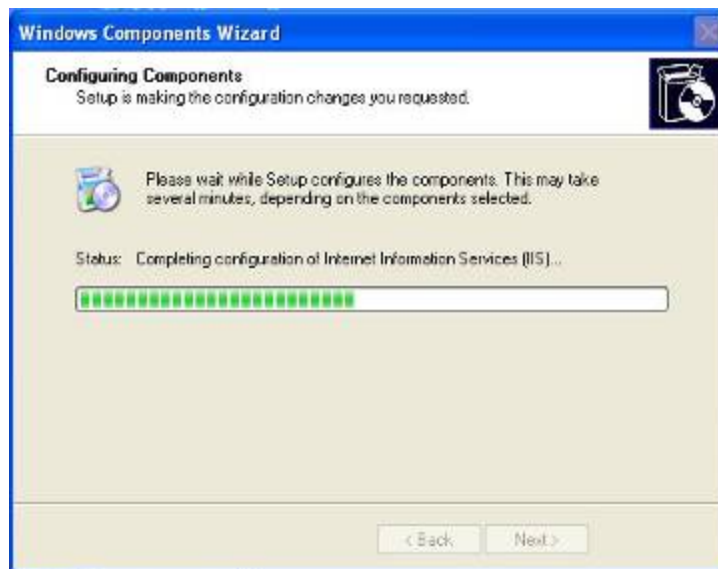 Windows Components Wizard
Configuring Components
Setup is making the configuration changes you requested.
Please wait while Setup configures the components. This may take
several minutes, depending on the components selected.
Status: Completing configuration of Internet Information Services (IIS)...
< Back Next >